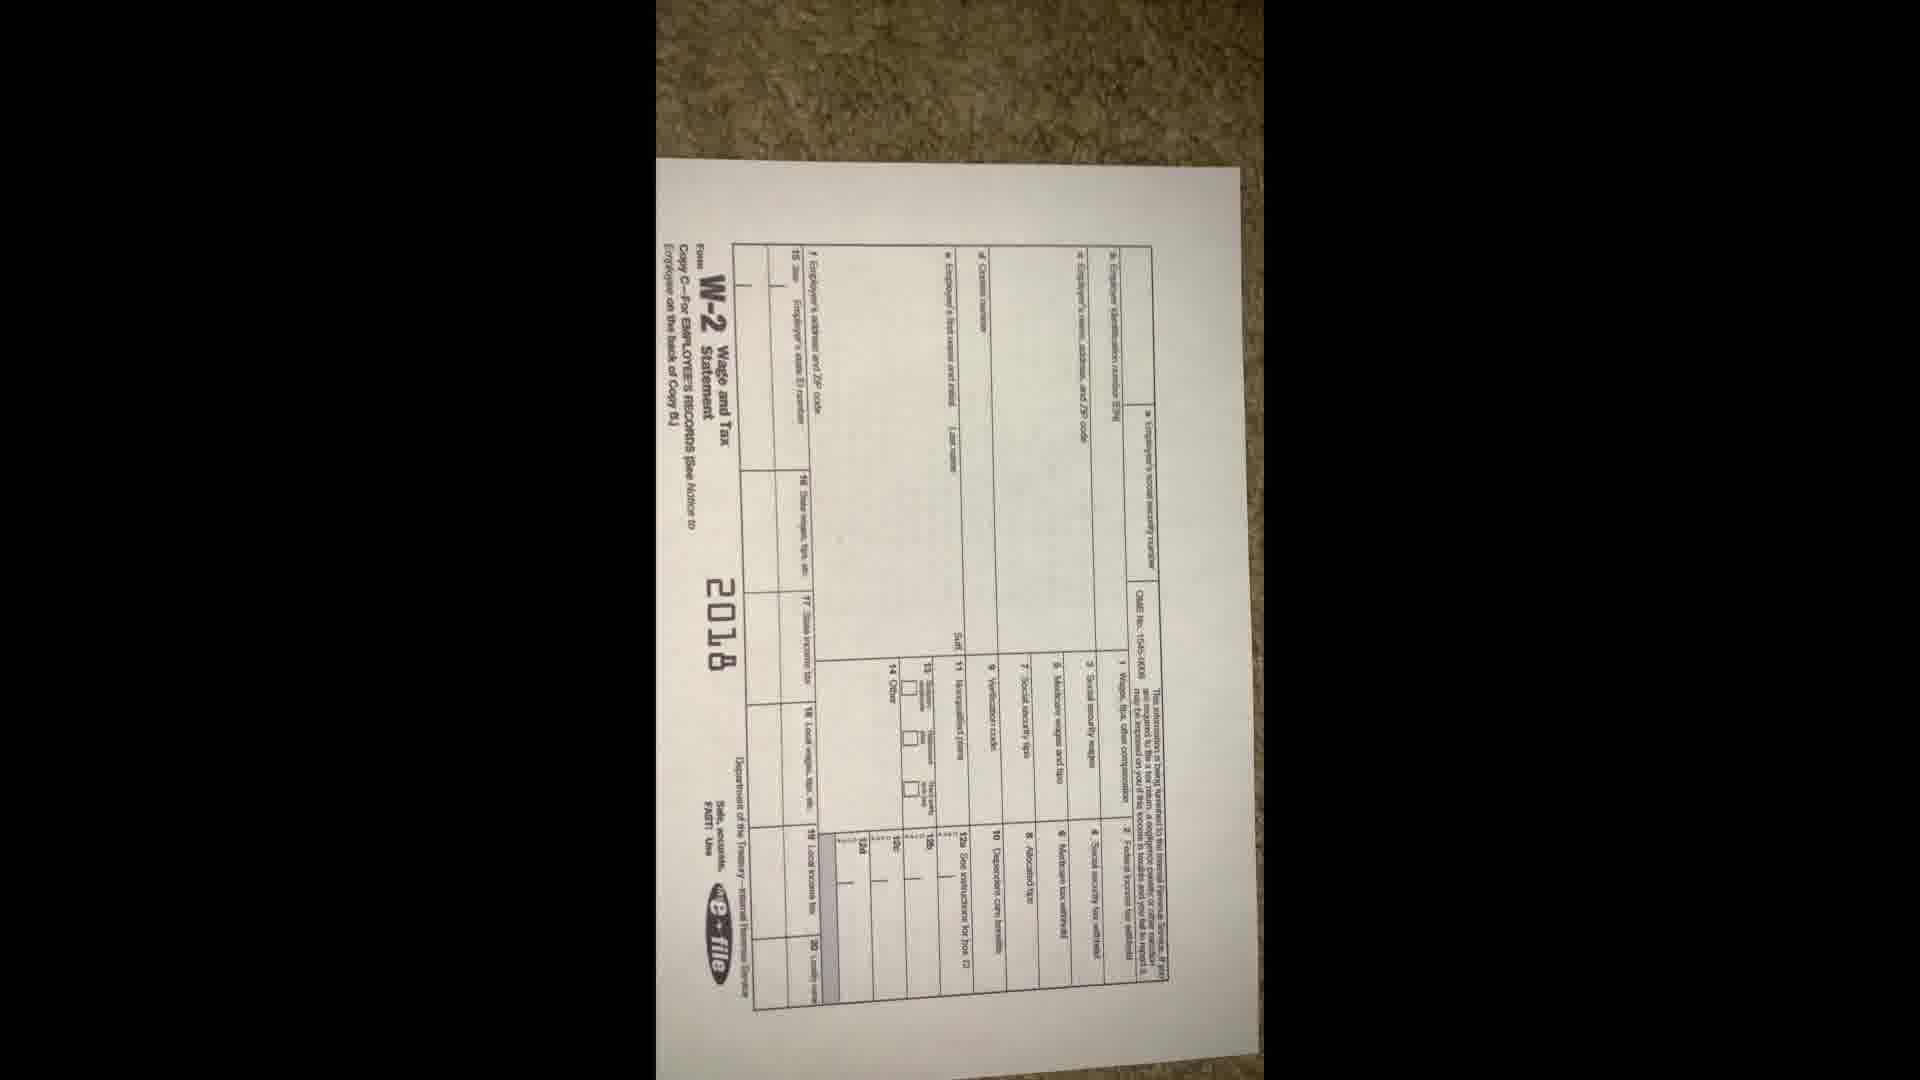 a Employee's social security number
OMB No. 1545-0008
This information is being furnished to the Internal Revenue Service. If you
are required to file a tax return, a negligence penalty or other sanction
may be imposed on you if this income is taxable and you fail to report it.
b Employer identification number (EIN)
1 Wages, tips, other compensation
2 Federal income tax withheld
c Employer's name, address, and ZIP code
3 Social security wages
4 Social security tax withheld
5 Medicare wages and tips
6 Medicare tax withheld
7 Social security tips
8 Allocated tips
d Control number
9 Verification code
10 Dependent care benefits
e Employee's first name and initial
Last name
Suff.
11 Nonqualified plans
12a See instructions for box 12
13 Statutory employee
Retirement plan
Third-party sick pay
12b
14 Other
12c
12d
f Employee's address and ZIP code
15 State
Employer's state ID number
16 State wages, tips, etc.
17 State income tax
18 Local wages, tips, etc.
19 Local income tax
20 Locality name
Form W-2 Wage and Tax
Statement
2018
Department of the Treasury—Internal Revenue Service
Copy C—For EMPLOYEE'S RECORDS (See Notice to
Employee on the back of Copy B.)
Safe, accurate,
FAST! Use
e file